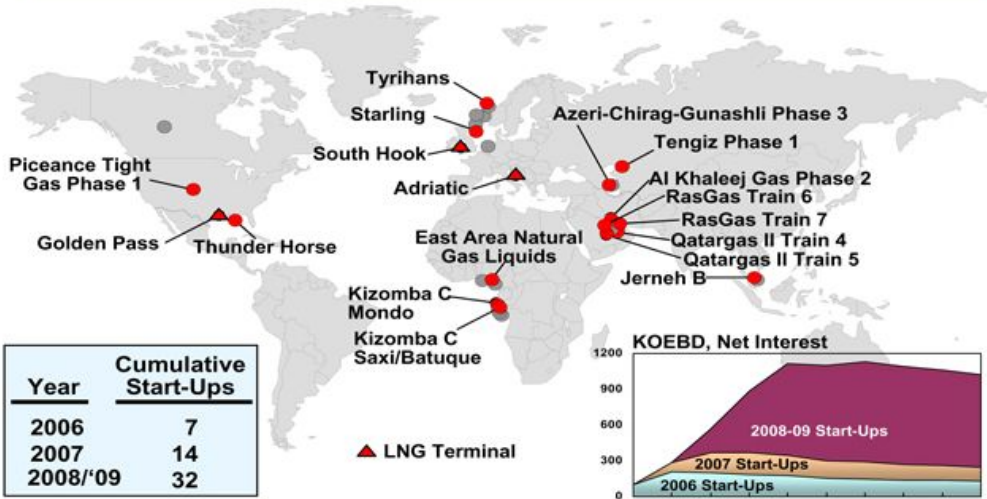 Tyrihans
Starling
South Hook
Adriatic
Azeri-Chirag-Gunashli Phase 3
Tengiz Phase 1
Al Khaleej Gas Phase 2
RasGas Train 6
RasGas Train 7
Qatargas II Train 4
Qatargas II Train 5
Jerneh B
Piceance Tight
Gas Phase 1
Golden Pass
Thunder Horse
East Area Natural
Gas Liquids
Kizomba C
Mondo
Kizomba C
Saxi/Batuque
Year Cumulative Start-Ups
2006 7
2007 14
2008/‘09 32
LNG Terminal
KOEBD, Net Interest
1200
900
600
300
0
2008-09 Start-Ups
2007 Start-Ups
2006 Start-Ups